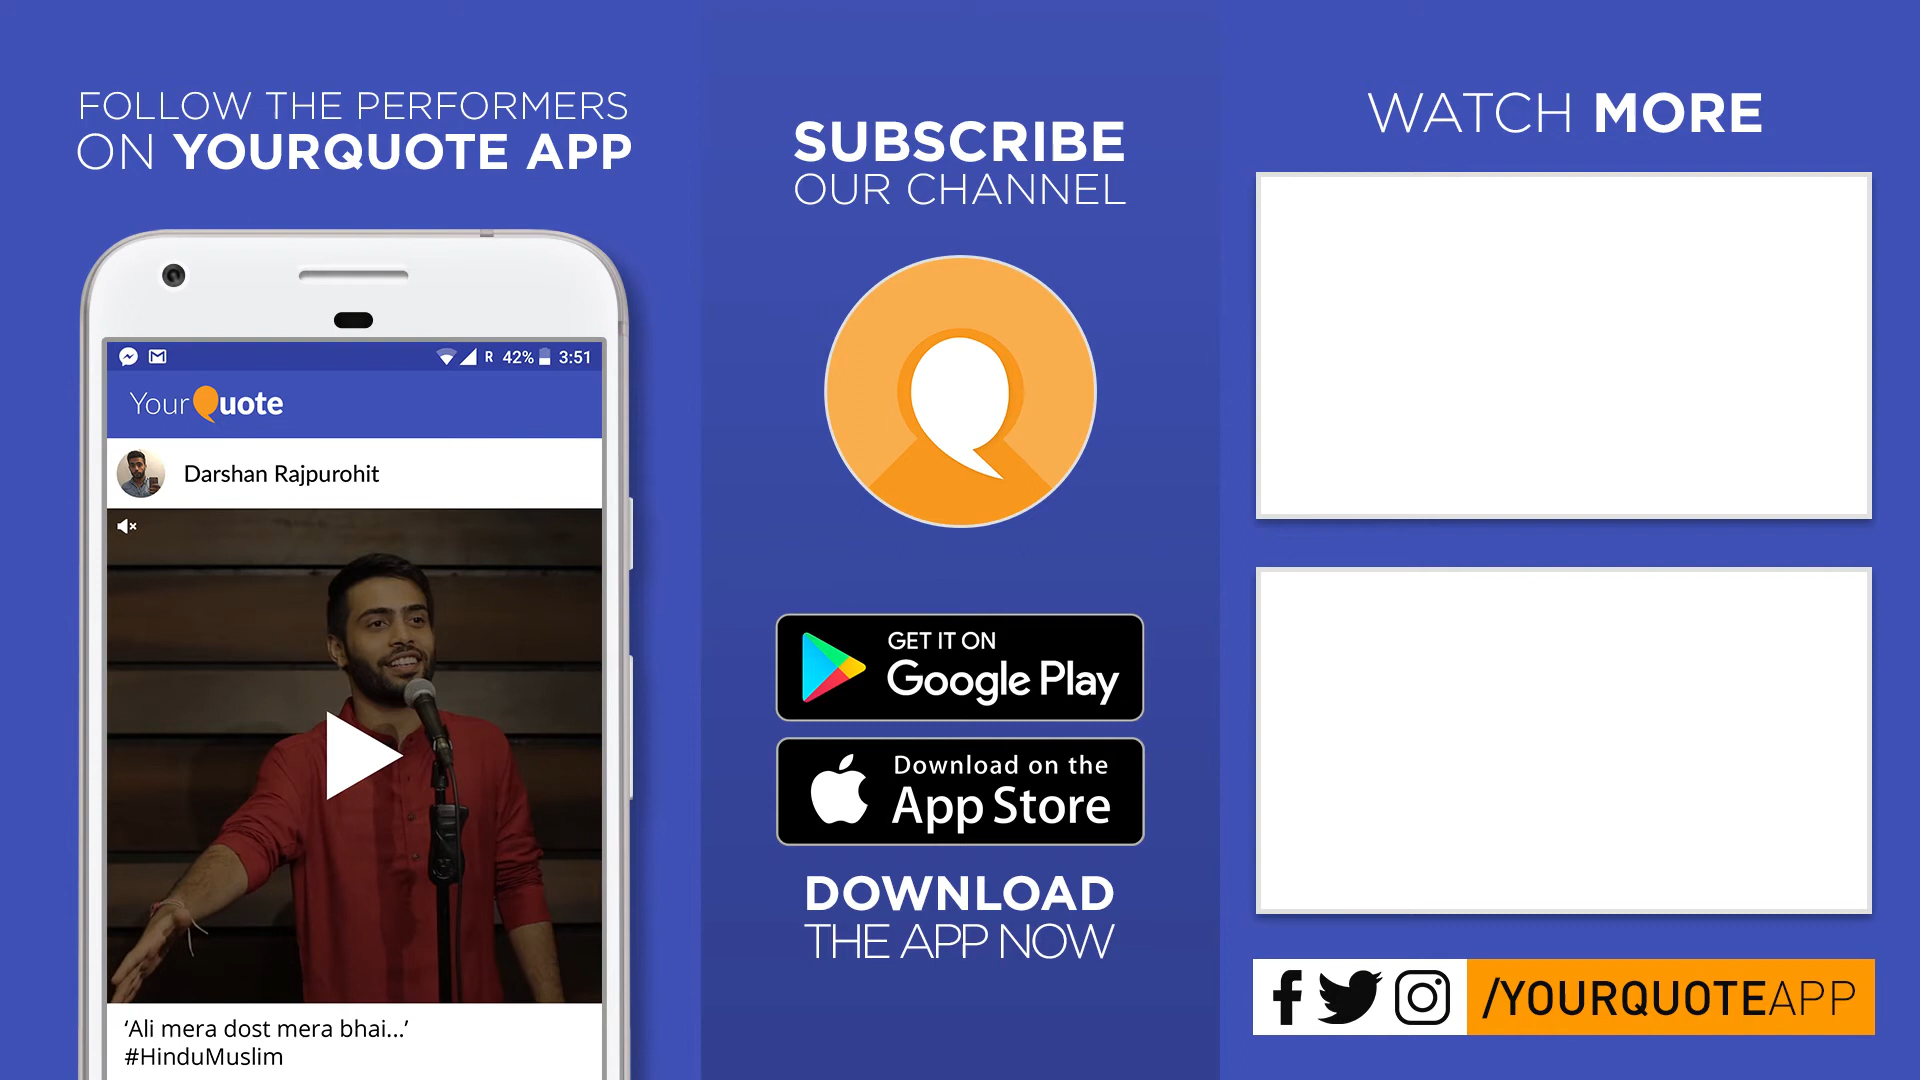 FOLLOW THE PERFORMERS
ON YOURQUOTE APP
R 42% 3:51
YourQuote
Darshan Rajpurohit
‘Ali mera dost mera bhai...’
#HinduMuslim
SUBSCRIBE
OUR CHANNEL
GET IT ON
Google Play
Download on the
App Store
DOWNLOAD
THE APP NOW
WATCH MORE
/YOURQUOTEAPP